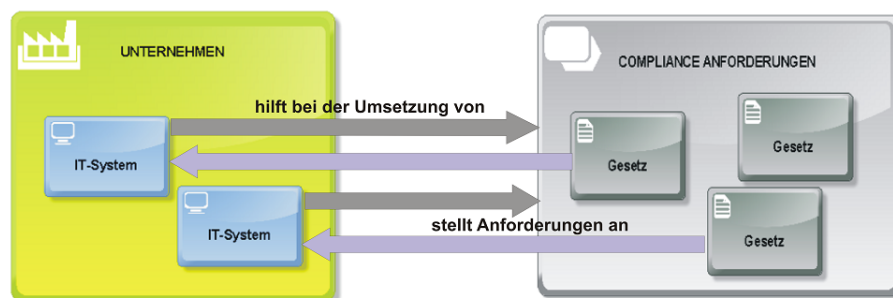 UNTERNEHMEN
COMPLIANCE ANFORDERUNGEN
hilft bei der Umsetzung von
IT-System
Gesetz
Gesetz
IT-System
stellt Anforderungen an
Gesetz